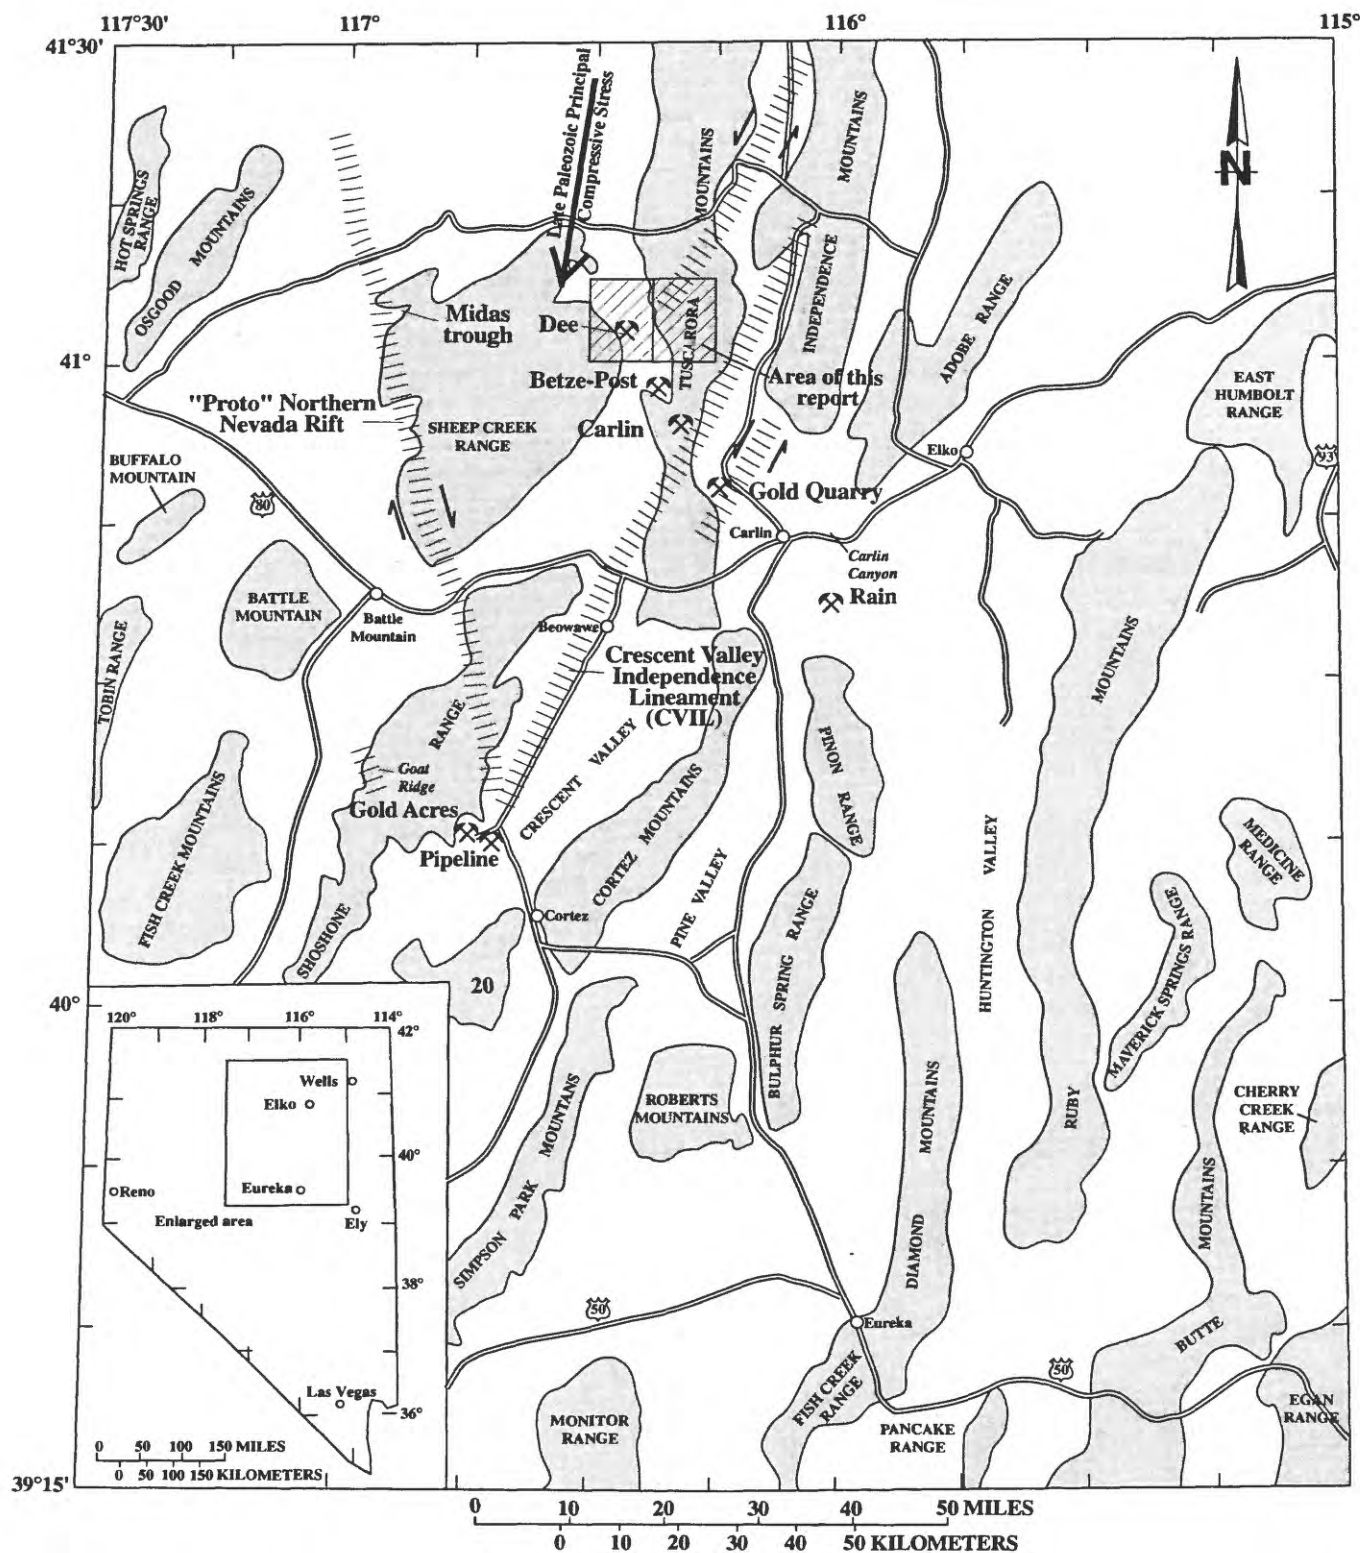 117°30'
117°
116°
115°
41°30'
Late Paleozoic Principal
Compressive Stress
MOUNTAINS
MOUNTAINS
N
HOT SPRINGS
RANGE
OSGOOD
MOUNTAINS
INDEPENDENCE
ADOBE RANGE
Midas
trough
Dee
TUSCARORA
41°
Betze-Post
Area of this
report
EAST
HUMBOLT
RANGE
"Proto" Northern
Nevada Rift
SHEEP CREEK
RANGE
Carlin
Elko
93
BUFFALO
MOUNTAIN
80
Gold Quarry
Carlin
Carlin
Canyon
Rain
BATTLE
MOUNTAIN
Battle
Mountain
Beowawe
TOBIN RANGE
Crescent Valley
Independence
Lineament
(CVIL)
MOUNTAINS
RANGE
CRESCENT VALLEY
PINON
RANGE
Goat
Ridge
Gold Acres
Pipeline
CORTEZ MOUNTAINS
FISH CREEK MOUNTAINS
MEDICINE
RANGE
HUNTINGTON VALLEY
PINE VALLEY
SHOSHONE
Cortez
BULPHUR SPRING RANGE
MAVERICK SPRINGS RANGE
20
40°
120°
118°
116°
114°
42°
Wells
Elko
40°
Reno
Eureka
Enlarged area
Ely
38°
Las Vegas
36°
0 50 100 150 MILES
0 50 100 150 KILOMETERS
SIMPSON PARK MOUNTANS
ROBERTS
MOUNTAINS
DIAMOND MOUNTAINS
RUBY
CHERRY
CREEK
RANGE
MOUNTAINS
BUTTE
50
Eureka
50
FISH CREEK
RANGE
MONITOR
RANGE
PANCAKE
RANGE
EGAN
RANGE
39°15'
0 10 20 30 40 50 MILES
0 10 20 30 40 50 KILOMETERS